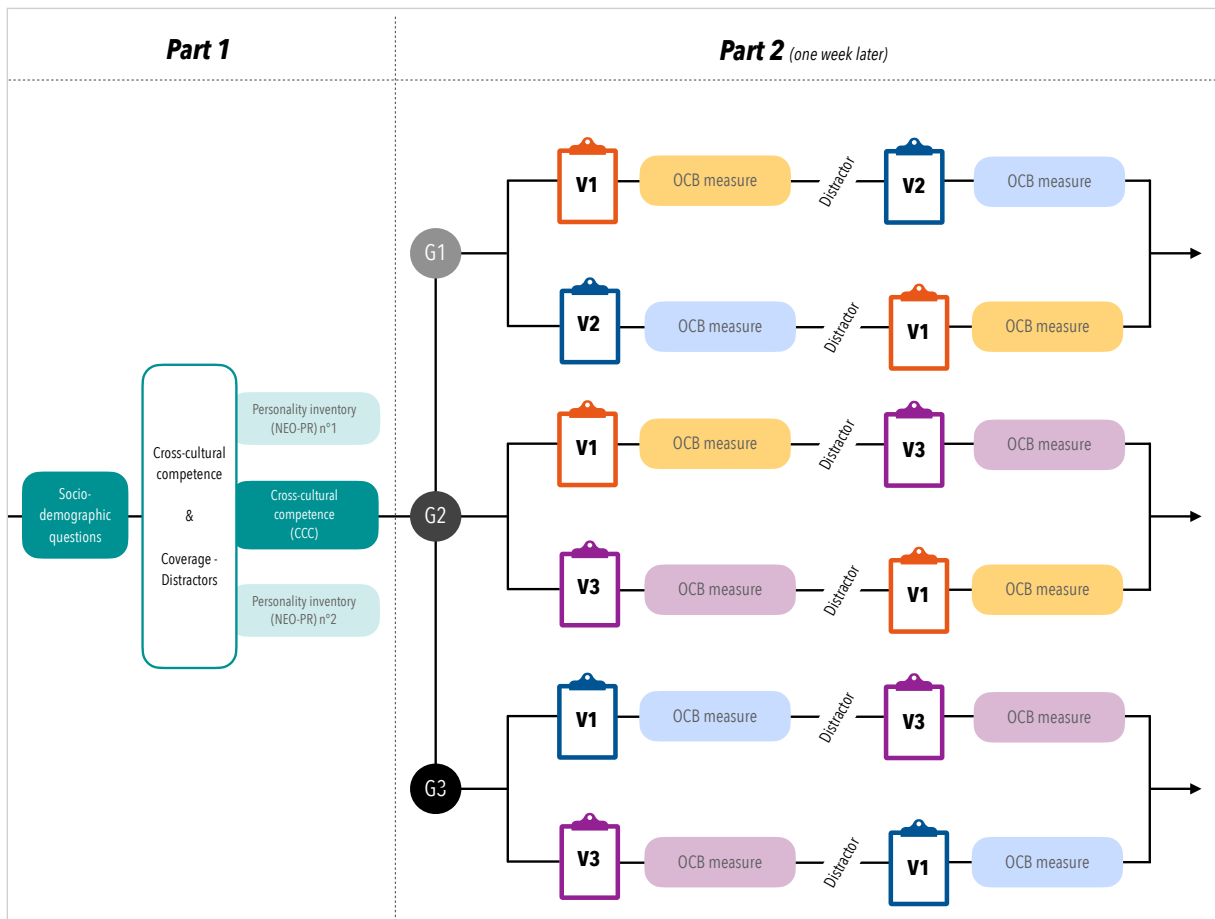 Part 1
Part 2 (one week later)
Socio-
demographic
questions
Cross-cultural
competence
&
Coverage -
Distractors
Personality inventory
(NEO-PR) n°1
Cross-cultural
competence
(CCC)
Personality inventory
(NEO-PR) n°2
G1
V1
OCB measure
Distractor
V2
OCB measure
V2
OCB measure
Distractor
V1
OCB measure
G2
V1
OCB measure
Distractor
V3
OCB measure
V3
OCB measure
Distractor
V1
OCB measure
G3
V1
OCB measure
Distractor
V3
OCB measure
V3
OCB measure
Distractor
V1
OCB measure